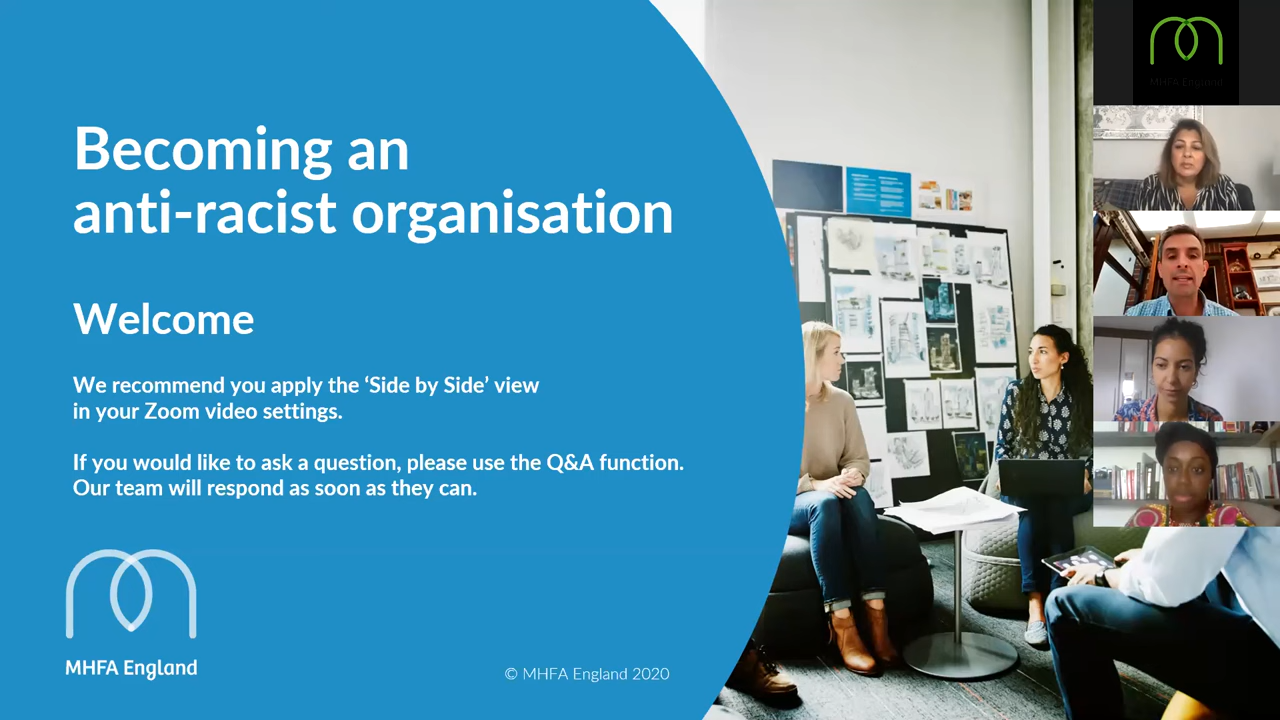 Becoming an
anti-racist organisation
Welcome
We recommend you apply the ‘Side by Side’ view
in your Zoom video settings.
If you would like to ask a question, please use the Q&A function.
Our team will respond as soon as they can.
MHFA England
© MHFA England 2020
MHFA England